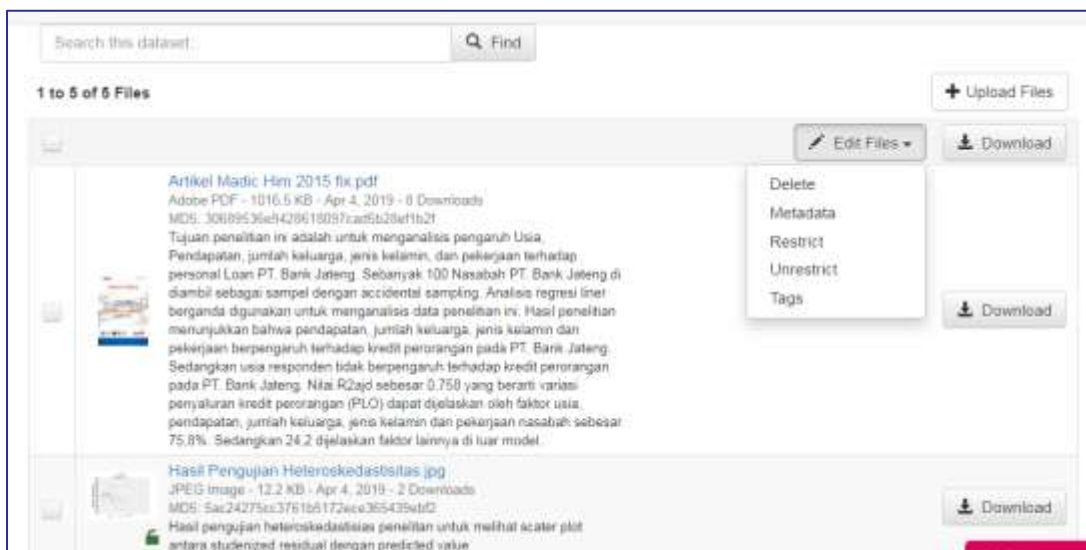 Search this dataset...
Find
1 to 5 of 5 Files
Upload Files
Edit Files
Download
Delete
Metadata
Restrict
Unrestrict
Tags
Artikel Madic Him 2015 fix.pdf
Adobe PDF - 1016.5 KB - Apr 4, 2019 - 8 Downloads
MD5:
Tujuan penelitian ini adalah untuk menganalisis pengaruh Usia,
Pendapatan, jumlah keluarga, jenis kelamin, dan pekerjaan terhadap
personal Loan PT. Bank Jateng. Sebanyak 100 Nasabah PT. Bank Jateng di
diambil sebagai sampel dengan accidental sampling. Analisis regresi liner
berganda digunakan untuk menganalisis data penelitian ini. Hasil penelitian
menunjukkan bahwa pendapatan, jumlah keluarga, jenis kelamin dan
pekerjaan berpengaruh terhadap kredit perorangan pada PT. Bank Jateng.
Sedangkan usia responden tidak berpengaruh terhadap kredit perorangan
pada PT. Bank Jateng. Nilai R2ajd sebesar 0.758 yang berarti variasi
penyaluran kredit perorangan (PLO) dapat dijelaskan oleh faktor usia,
pendapatan, jumlah keluarga, jenis kelamin dan pekerjaan nasabah sebesar
75,8%. Sedangkan 24,2 dijelaskan faktor lainnya di luar model.
Download
Hasil Pengujian Heteroskedastisitas.jpg
JPEG Image - 12.2 KB - Apr 4, 2019 - 2 Downloads
MD5:
Hasil pengujian heteroskedastisias penelitan untuk melihat scater plot
antara studenized residual dengan predicted value
Download